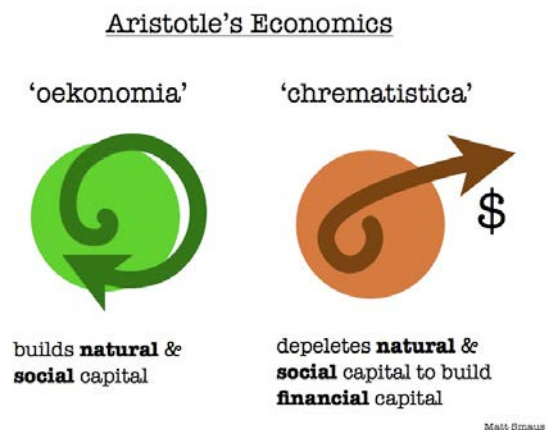 Aristotle's Economics
'oekonomia'
'chrematistica'
$
builds natural &
social capital
depeletes natural &
social capital to build
financial capital
Matt Smaus